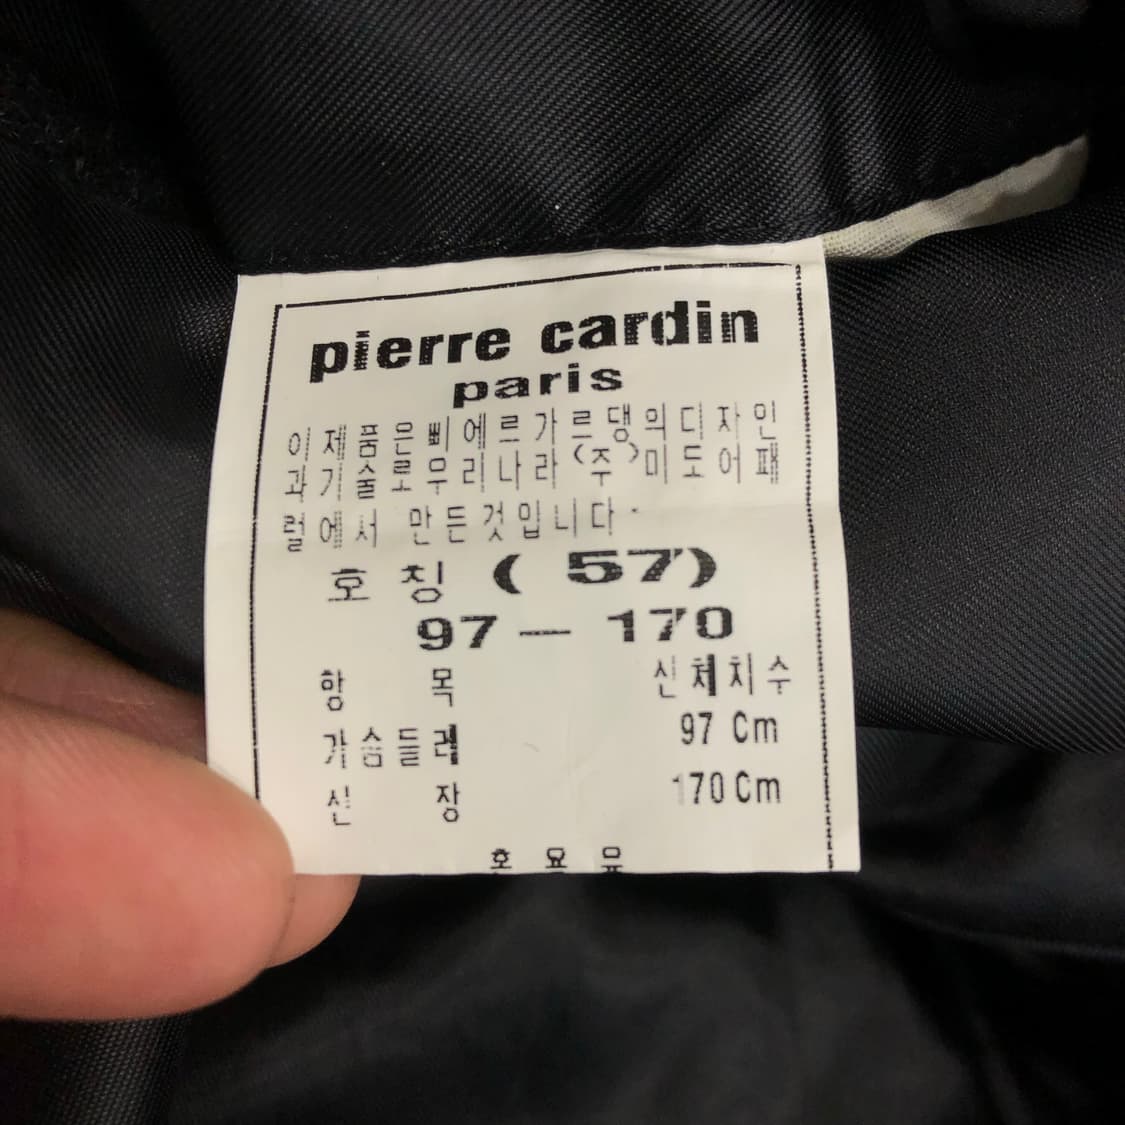 pierre cardin
paris
이제품은삐에르가르댕의디자인
과기술로우리나라(주)미도어패
럴에서 만든것입니다.
호칭 (57)
97-170
항 목 신체치수
가슴둘레 97 Cm
신 장 170 Cm